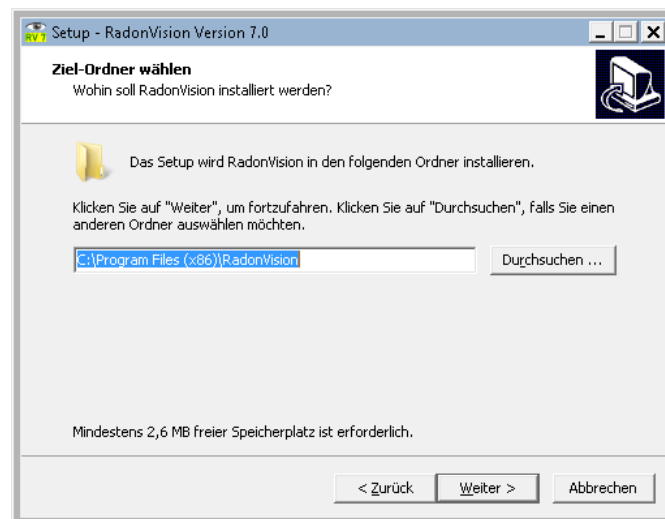 RV 7 Setup - RadonVision Version 7.0
Ziel-Ordner wählen
Wohin soll RadonVision installiert werden?
Das Setup wird RadonVision in den folgenden Ordner installieren.
Klicken Sie auf "Weiter", um fortzufahren. Klicken Sie auf "Durchsuchen", falls Sie einen
anderen Ordner auswählen möchten.
C:\Program Files (x86)\RadonVision
Durchsuchen ...
Mindestens 2,6 MB freier Speicherplatz ist erforderlich.
< Zurück
Weiter >
Abbrechen